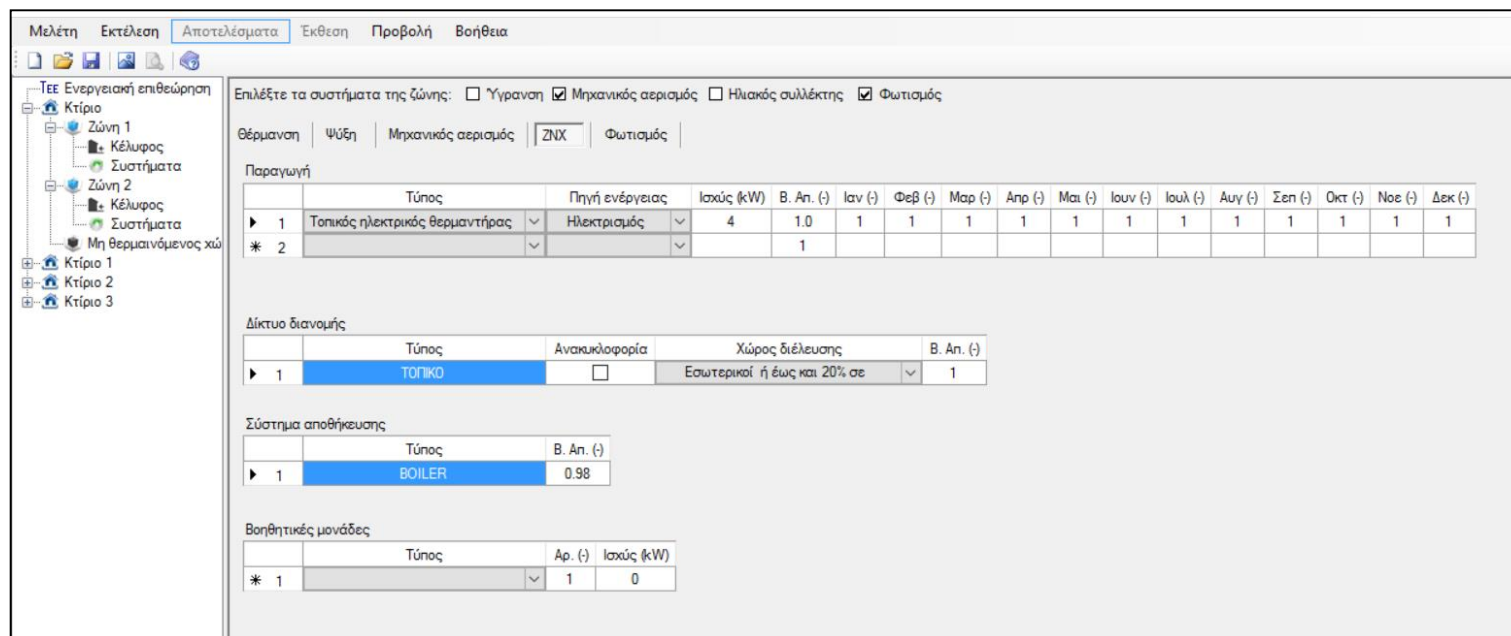 Μελέτη Εκτέλεση Αποτελέσματα Έκθεση Προβολή Βοήθεια
ΤΕΕ Ενεργειακή επιθεώρηση
Κτίριο
Ζώνη 1
Κέλυφος
Συστήματα
Ζώνη 2
Κέλυφος
Συστήματα
Μη θερμαινόμενος χώ
Κτίριο 1
Κτίριο 2
Κτίριο 3
Επιλέξτε τα συστήματα της ζώνης: Ύγρανση Μηχανικός αερισμός Ηλιακός συλλέκτης Φωτισμός
Θέρμανση Ψύξη Μηχανικός αερισμός ΖΝΧ Φωτισμός
Παραγωγή
Τύπος Πηγή ενέργειας Ισχύς (kW) Β. Απ. (-) Ιαν (-) Φεβ (-) Μαρ (-) Απρ (-) Μαι (-) Ιουν (-) Ιουλ (-) Αυγ (-) Σεπ (-) Οκτ (-) Νοε (-) Δεκ (-)
1 Τοπικός ηλεκτρικός θερμαντήρας Ηλεκτρισμός 4 1.0 1 1 1 1 1 1 1 1 1 1 1 1
2 1
Δίκτυο διανομής
Τύπος Ανακυκλοφορία Χώρος διέλευσης Β. Απ. (-)
1 ΤΟΠΙΚΟ Εσωτερικοί ή έως και 20% σε 1
Σύστημα αποθήκευσης
Τύπος Β. Απ. (-)
1 BOILER 0.98
Βοηθητικές μονάδες
Τύπος Αρ. (-) Ισχύς (kW)
1 1 0